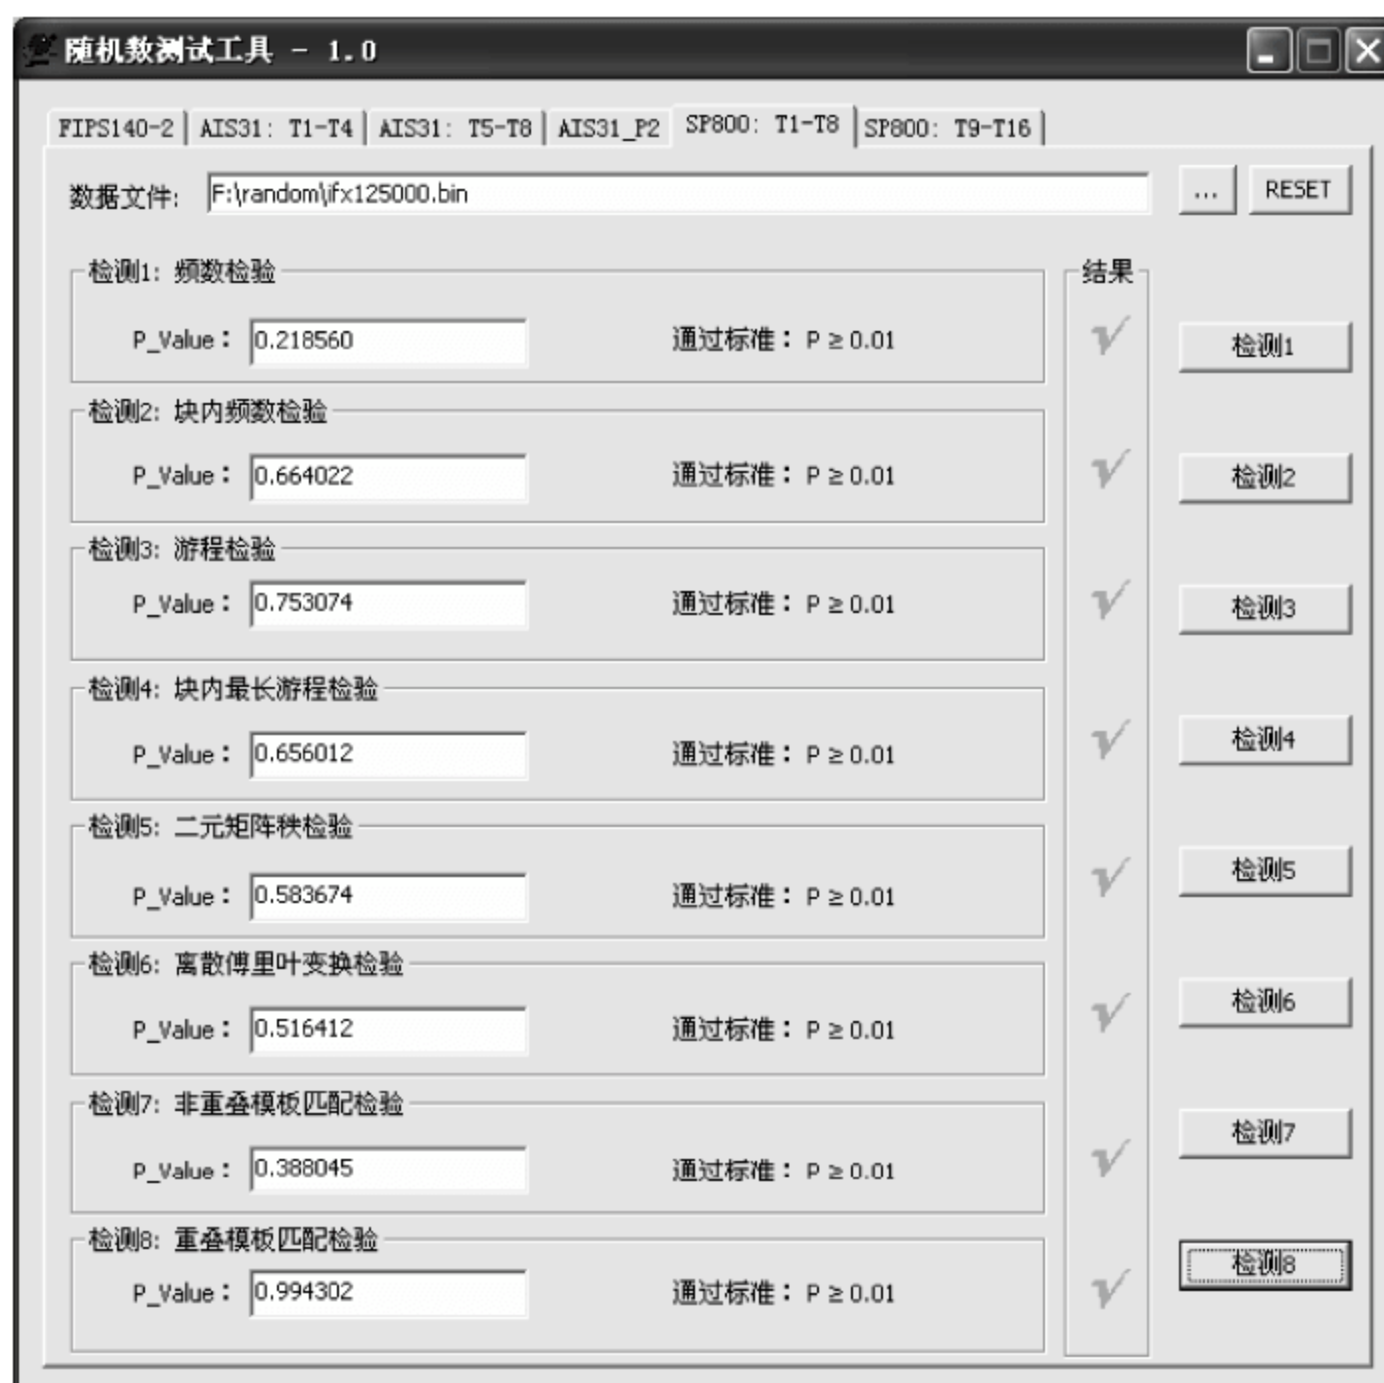 随机数测试工具 - 1.0
FIPS140-2 AIS31: T1-T4 AIS31: T5-T8 AIS31_P2 SP800: T1-T8 SP800: T9-T16
数据文件: F:\random\ifx125000.bin ... RESET
检测1: 频数检验 结果
P_Value: 0.218560 通过标准: P ≥ 0.01 检测1
检测2: 块内频数检验
P_Value: 0.664022 通过标准: P ≥ 0.01 检测2
检测3: 游程检验
P_Value: 0.753074 通过标准: P ≥ 0.01 检测3
检测4: 块内最长游程检验
P_Value: 0.656012 通过标准: P ≥ 0.01 检测4
检测5: 二元矩阵秩检验
P_Value: 0.583674 通过标准: P ≥ 0.01 检测5
检测6: 离散傅里叶变换检验
P_Value: 0.516412 通过标准: P ≥ 0.01 检测6
检测7: 非重叠模板匹配检验
P_Value: 0.388045 通过标准: P ≥ 0.01 检测7
检测8: 重叠模板匹配检验
P_Value: 0.994302 通过标准: P ≥ 0.01 检测8